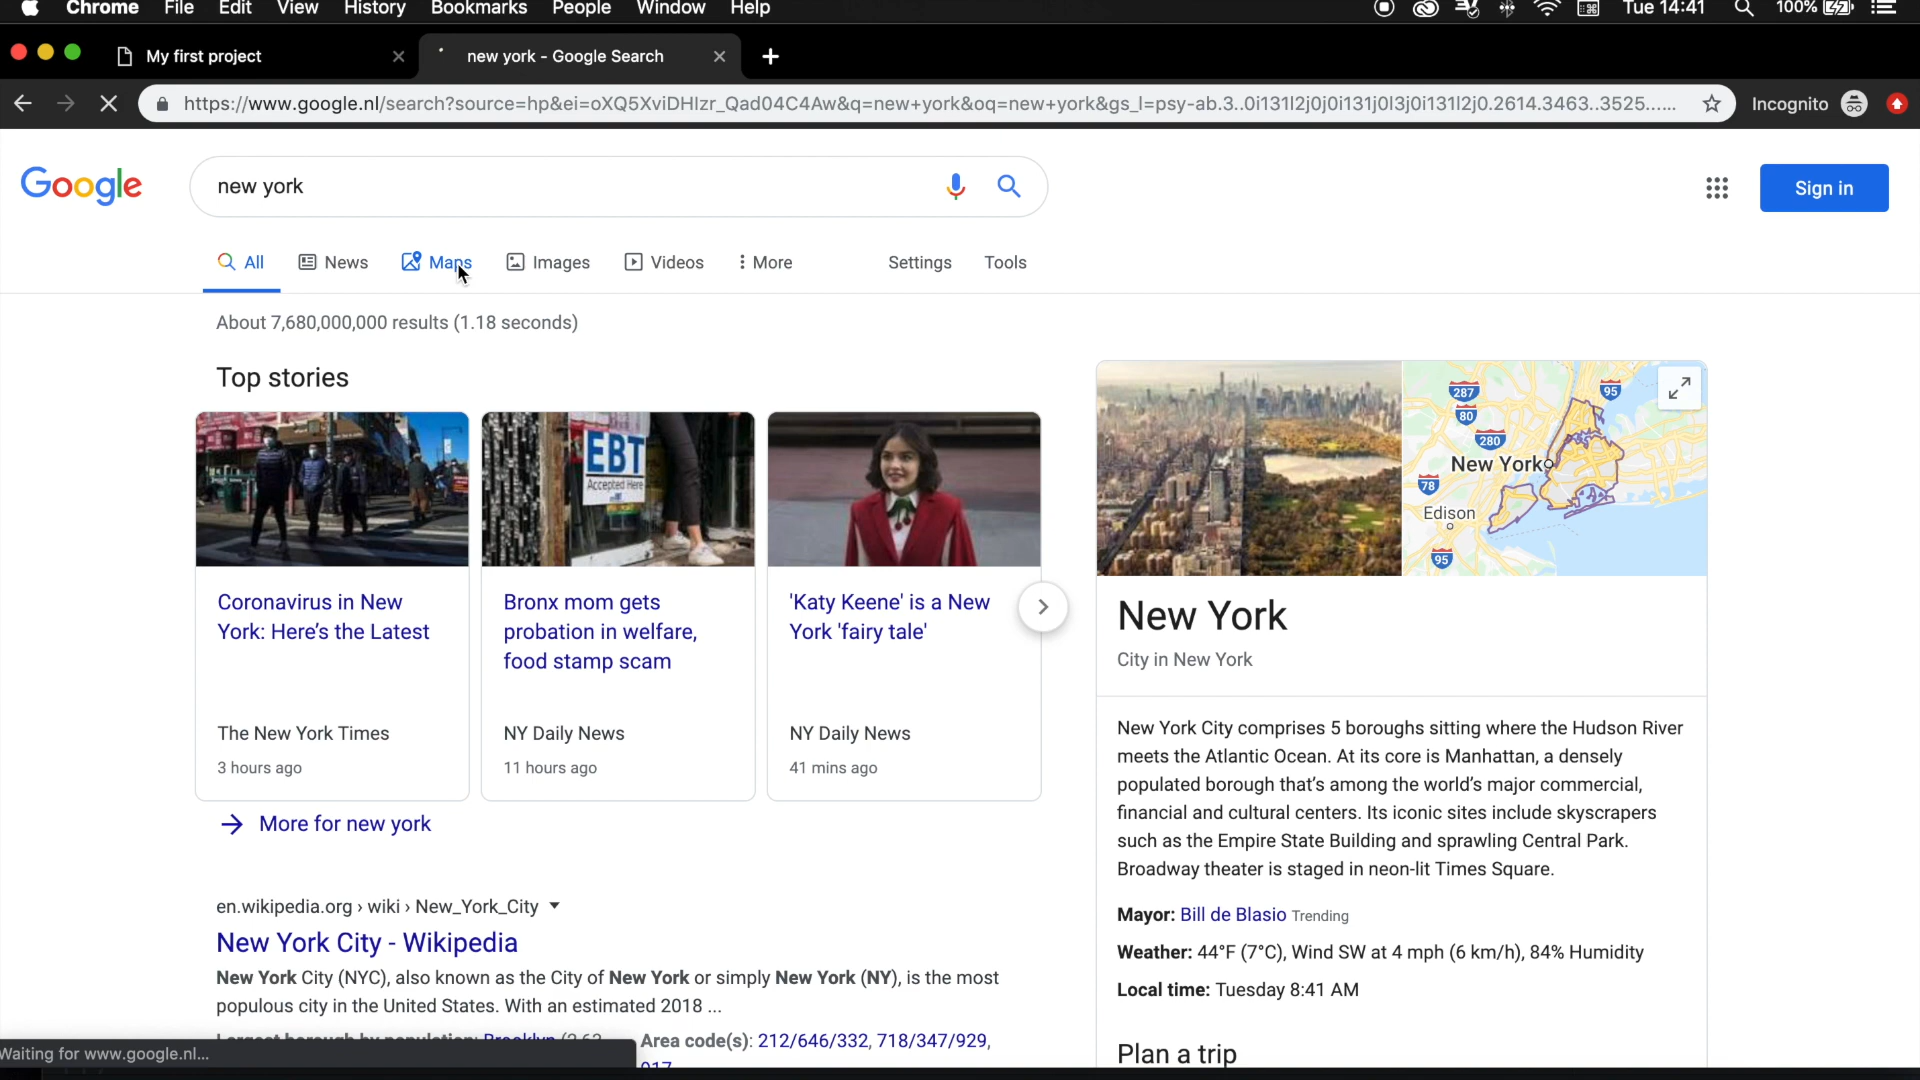 Chrome File Edit View History Bookmarks People Window Help Tue 14:41 100%
My first project new york - Google Search
https://www.google.nl/search?source=hp&ei=oXQ5XviDHIzr_Qad04C4Aw&q=new+york&oq=new+york&gs_l=psy-ab.3..0i131l2j0j0i131j0l3j0i131l2j0.2614.3463..3525...... Incognito
Google new york Sign in
All News Maps Images Videos More Settings Tools
About 7,680,000,000 results (1.18 seconds)
Top stories
EBT
Accepted Here
Coronavirus in New
York: Here's the Latest
The New York Times
3 hours ago
Bronx mom gets
probation in welfare,
food stamp scam
NY Daily News
11 hours ago
'Katy Keene' is a New
York 'fairy tale'
NY Daily News
41 mins ago
More for new york
en.wikipedia.org › wiki › New_York_City
New York City - Wikipedia
New York City (NYC), also known as the City of New York or simply New York (NY), is the most
populous city in the United States. With an estimated 2018 ...
Area code(s): 212/646/332, 718/347/929,
Waiting for www.google.nl...
287
95
80
280
New York
78
Edison
95
New York
City in New York
New York City comprises 5 boroughs sitting where the Hudson River
meets the Atlantic Ocean. At its core is Manhattan, a densely
populated borough that's among the world's major commercial,
financial and cultural centers. Its iconic sites include skyscrapers
such as the Empire State Building and sprawling Central Park.
Broadway theater is staged in neon-lit Times Square.
Mayor: Bill de Blasio Trending
Weather: 44°F (7°C), Wind SW at 4 mph (6 km/h), 84% Humidity
Local time: Tuesday 8:41 AM
Plan a trip